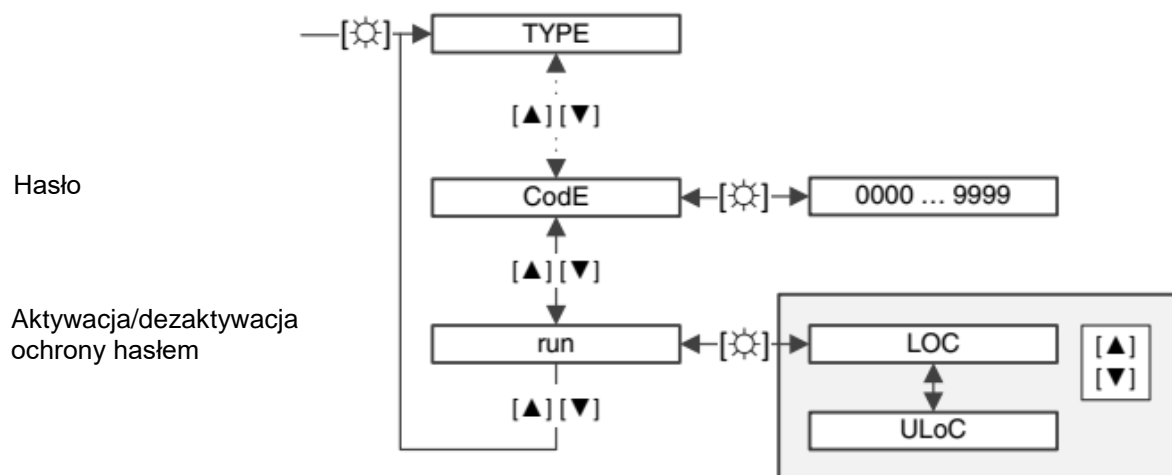 [☼] TYPE
[▲] [▼]
Hasło
CodE [☼] 0000 ... 9999
[▲] [▼]
Aktywacja/dezaktywacja
ochrony hasłem
run [☼] LOC [▲]
[▼]
[▲] [▼]
ULoC